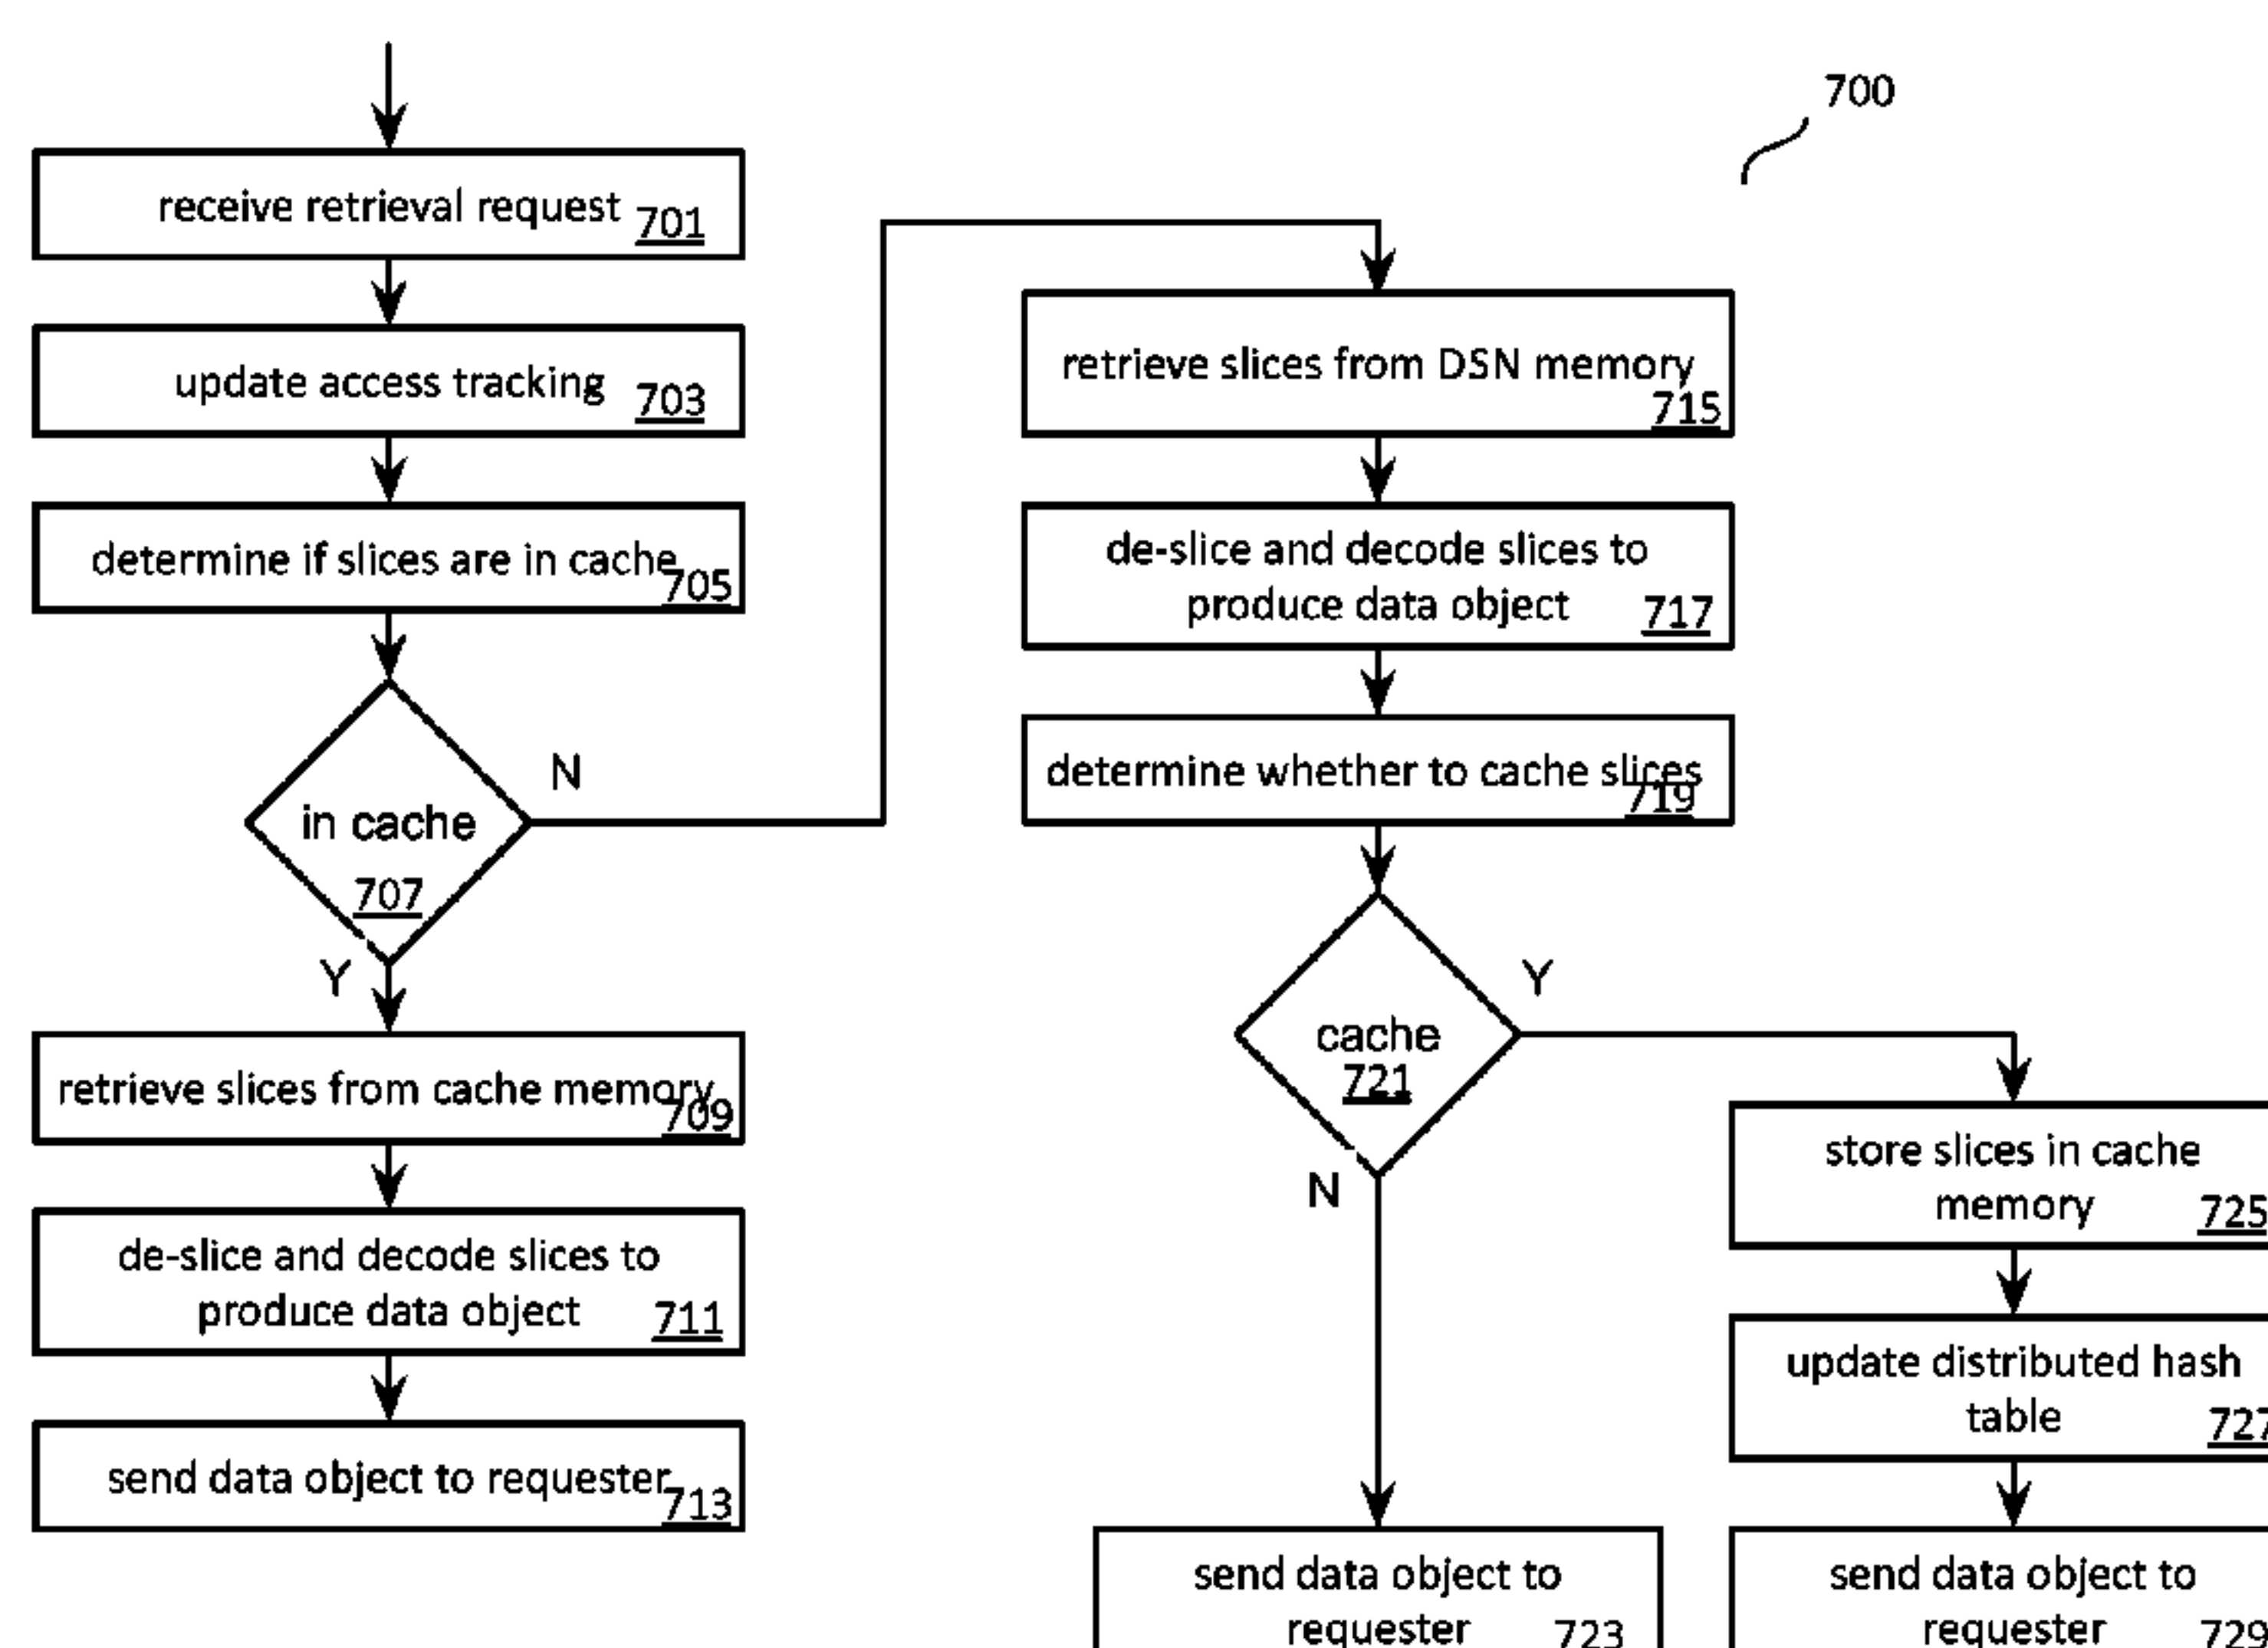 700
receive retrieval request 701
update access tracking 703
determine if slices are in cache 705
in cache
707
N
Y
retrieve slices from cache memory 709
de-slice and decode slices to
produce data object 711
send data object to requester 713
retrieve slices from DSN memory
715
de-slice and decode slices to
produce data object 717
determine whether to cache slices
719
cache
721
Y
N
send data object to
requester 723
store slices in cache
memory 725
update distributed hash
table 727
send data object to
requester 729